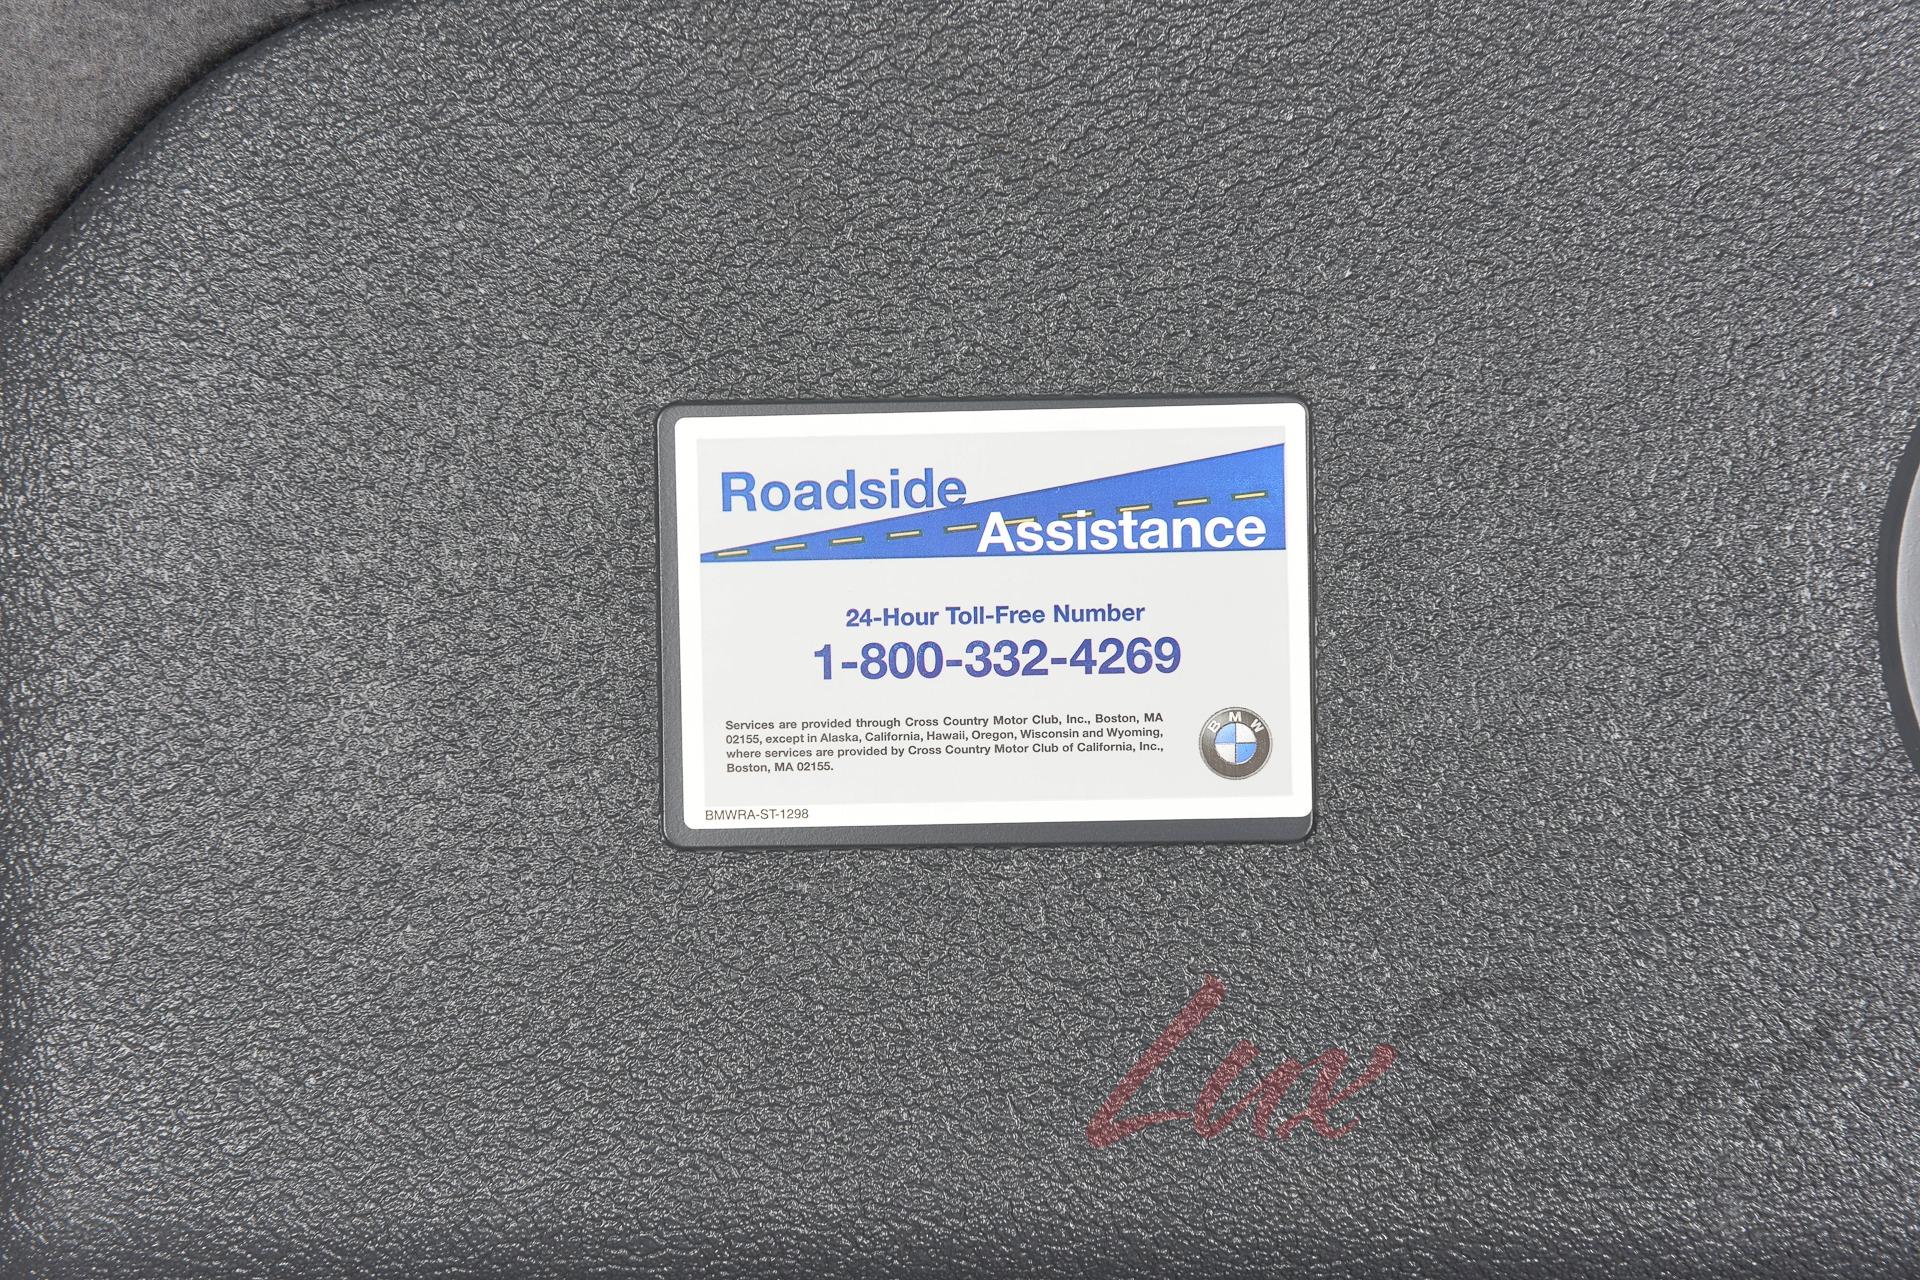 Roadside
Assistance
24-Hour Toll-Free Number
1-800-332-4269
Services are provided through Cross Country Motor Club, Inc., Boston, MA
02155, except in Alaska, California, Hawaii, Oregon, Wisconsin and Wyoming,
where services are provided by Cross Country Motor Club of California, Inc.,
Boston, MA 02155.
BMW
BMWRA-ST-1298
Lux